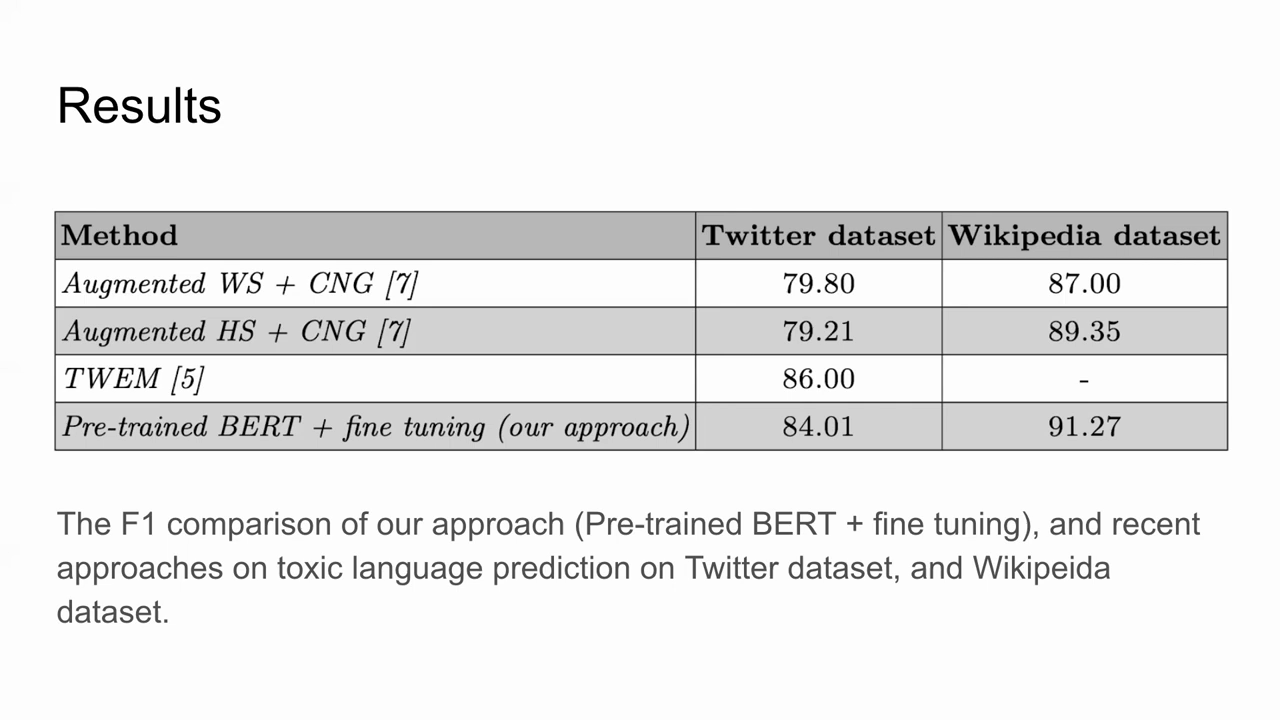 Results
Method Twitter dataset Wikipedia dataset
Augmented WS + CNG [7] 79.80 87.00
Augmented HS + CNG [7] 79.21 89.35
TWEM [5] 86.00 -
Pre-trained BERT + fine tuning (our approach) 84.01 91.27
The F1 comparison of our approach (Pre-trained BERT + fine tuning), and recent
approaches on toxic language prediction on Twitter dataset, and Wikipeida
dataset.